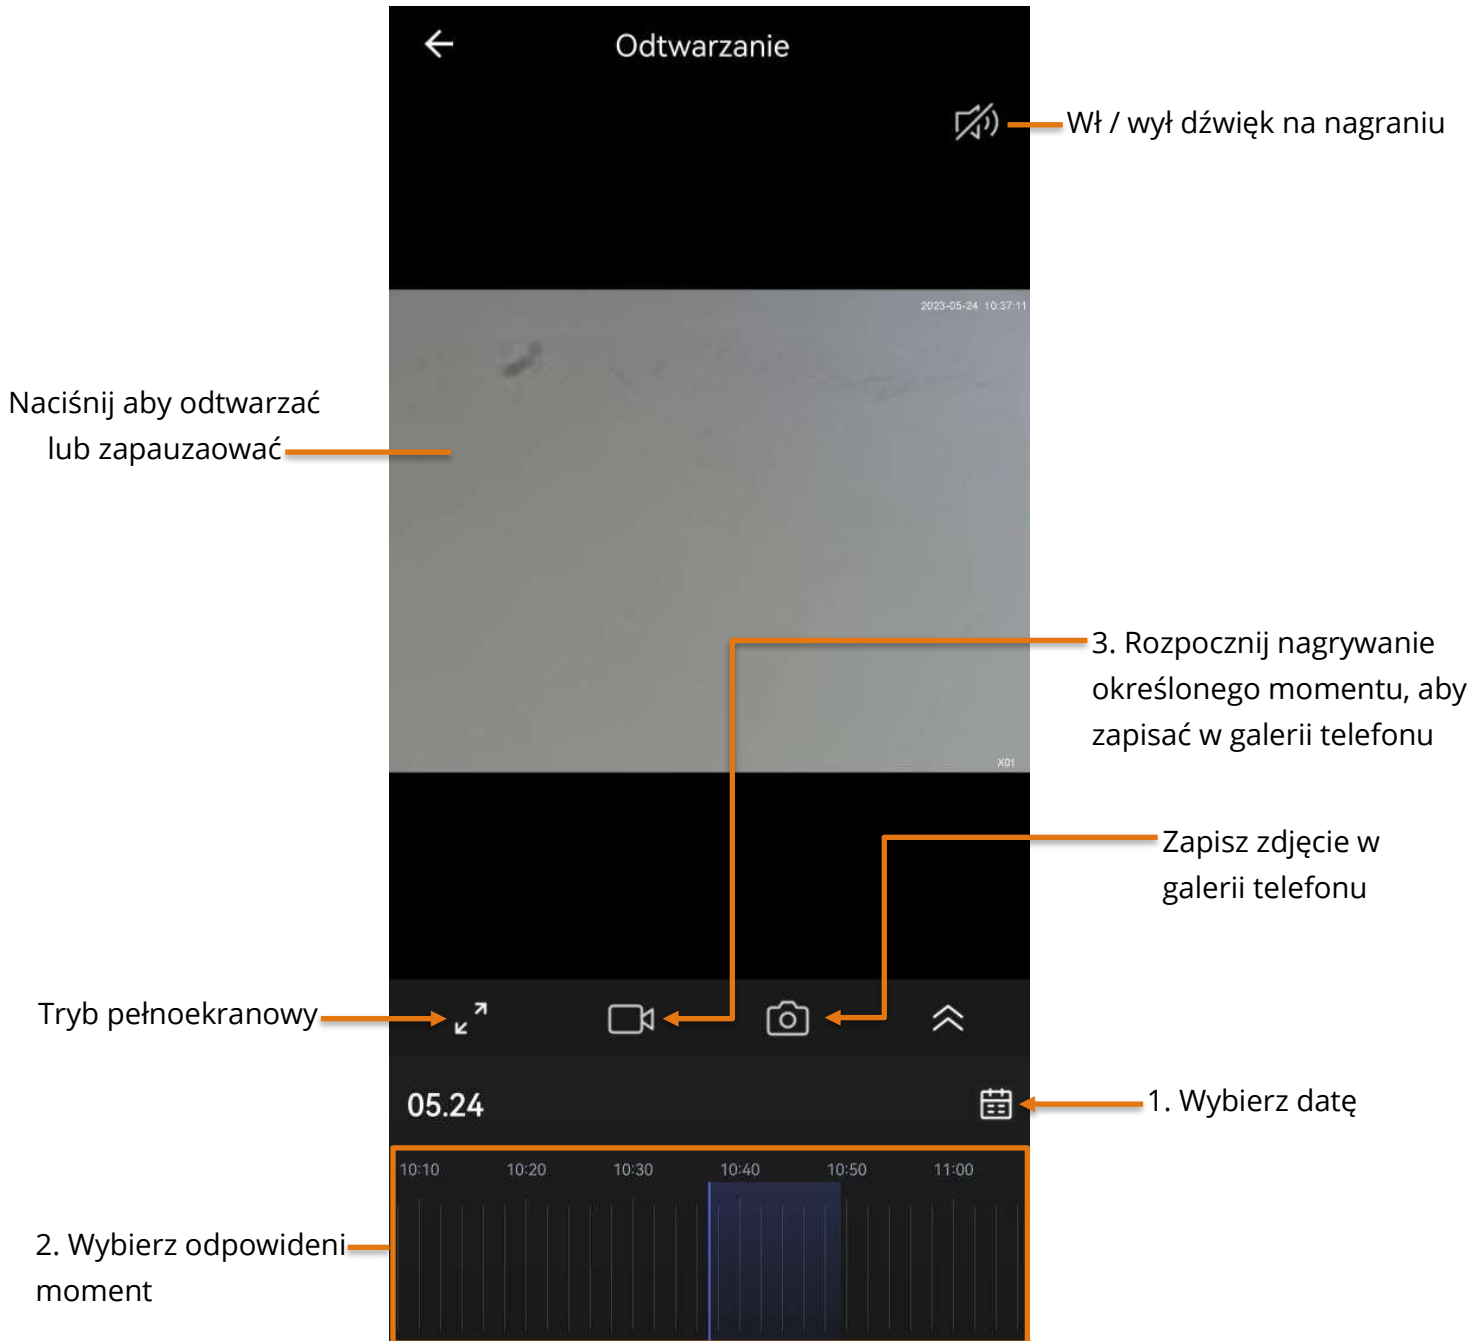 Odtwarzanie
Wł / wył dźwięk na nagraniu
2023-05-24 10:37:11
Naciśnij aby odtwarzać
lub zapauzaować
3. Rozpocznij nagrywanie
określonego momentu, aby
zapisać w galerii telefonu
X01
Zapisz zdjęcie w
galerii telefonu
Tryb pełnoekranowy
05.24
1. Wybierz datę
10:10 10:20 10:30 10:40 10:50 11:00
2. Wybierz odpowideni
moment